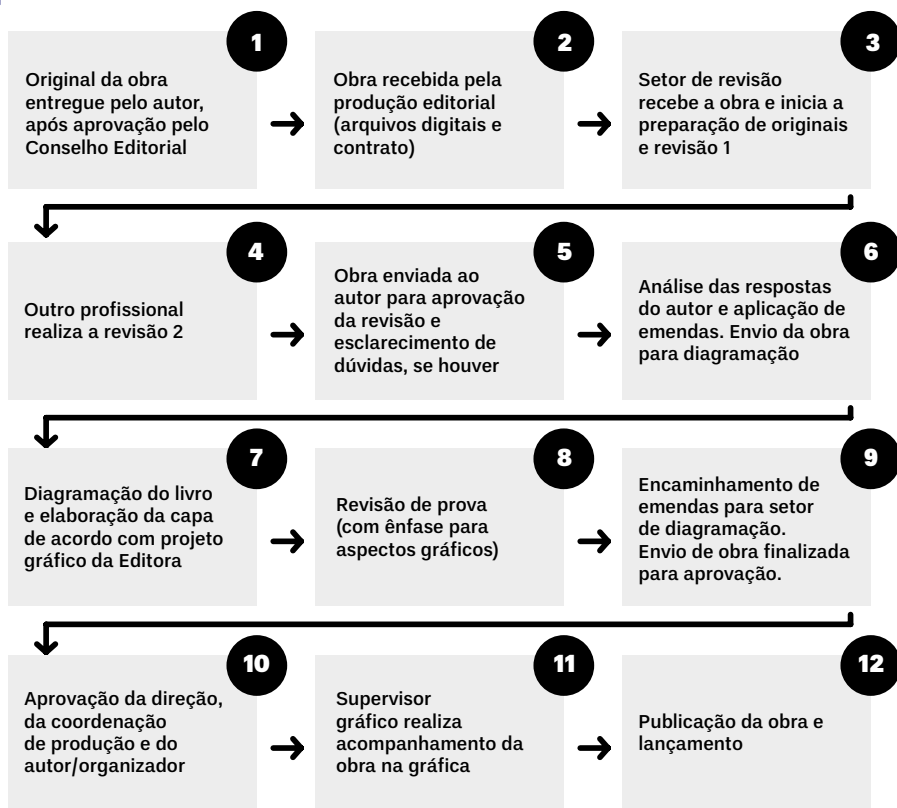 1
Original da obra
entregue pelo autor,
após aprovação pelo
Conselho Editorial
2
Obra recebida pela
produção editorial
(arquivos digitais e
contrato)
3
Setor de revisão
recebe a obra e inicia a
preparação de originais
e revisão 1
4
Outro profissional
realiza a revisão 2
5
Obra enviada ao
autor para aprovação
da revisão e
esclarecimento de
dúvidas, se houver
6
Análise das respostas
do autor e aplicação de
emendas. Envio da obra
para diagramação
7
Diagramação do livro
e elaboração da capa
de acordo com projeto
gráfico da Editora
8
Revisão de prova
(com ênfase para
aspectos gráficos)
9
Encaminhamento de
emendas para setor
de diagramação.
Envio de obra finalizada
para aprovação.
10
Aprovação da direção,
da coordenação
de produção e do
autor/organizador
11
Supervisor
gráfico realiza
acompanhamento da
obra na gráfica
12
Publicação da obra e
lançamento